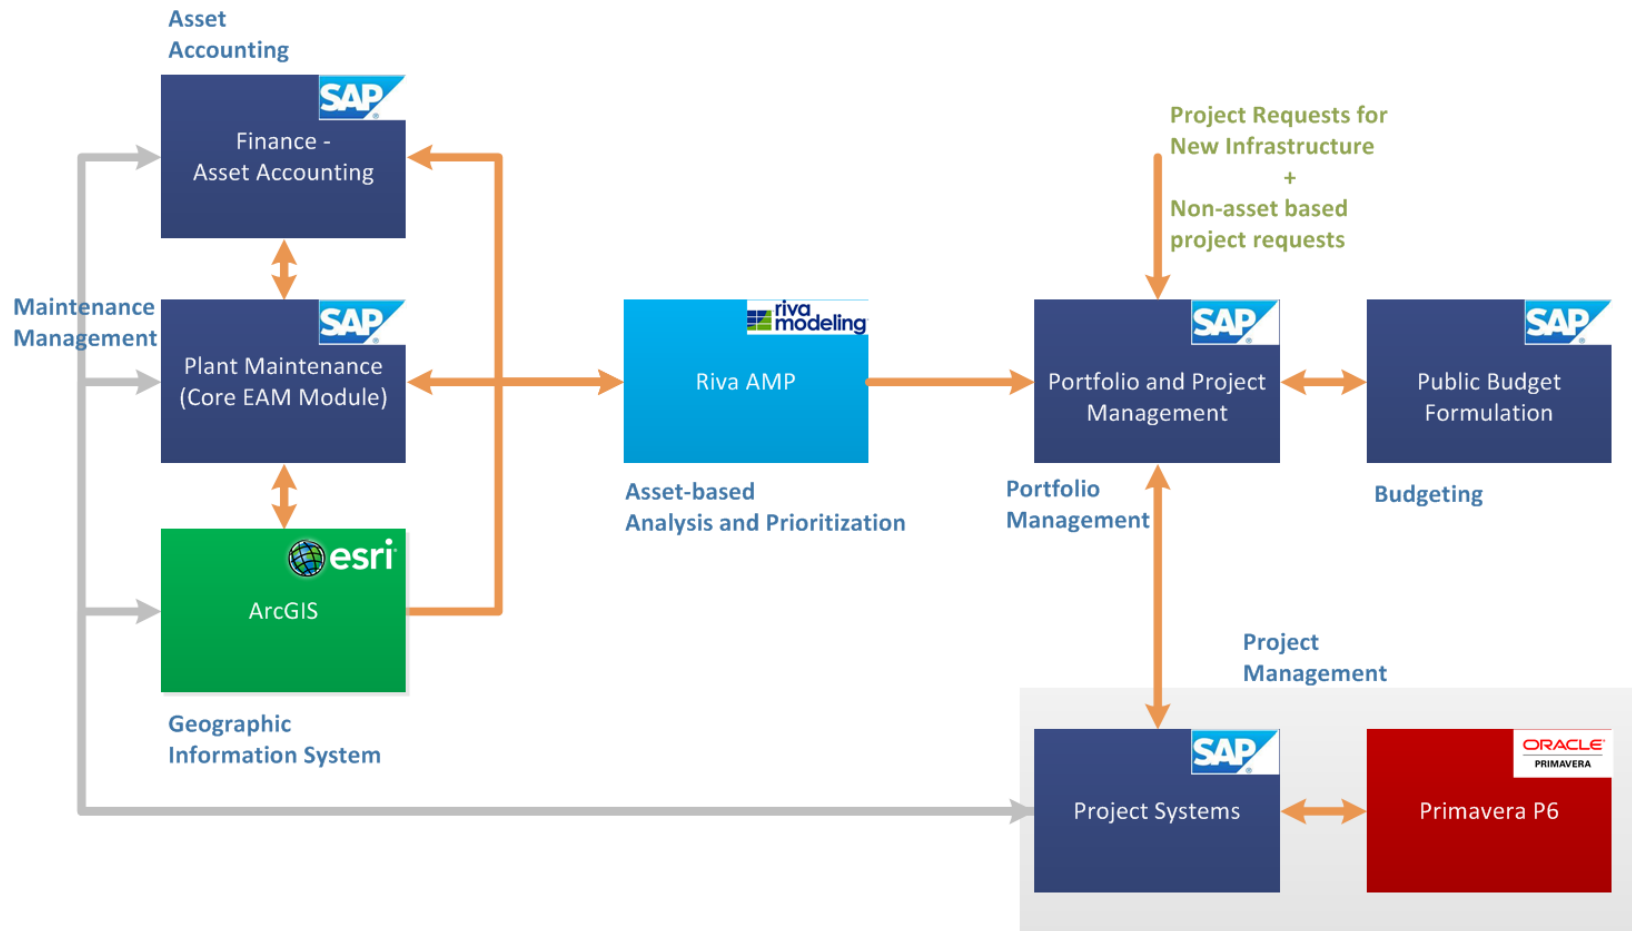 Asset
Accounting
SAP
Finance -
Asset Accounting
Project Requests for
New Infrastructure
+
Non-asset based
project requests
Maintenance
Management
SAP
Plant Maintenance
(Core EAM Module)
riva
modeling
Riva AMP
SAP
Portfolio and Project
Management
SAP
Public Budget
Formulation
Asset-based
Analysis and Prioritization
Portfolio
Management
Budgeting
esri
ArcGIS
Geographic
Information System
Project
Management
SAP
Project Systems
ORACLE
PRIMAVERA
Primavera P6